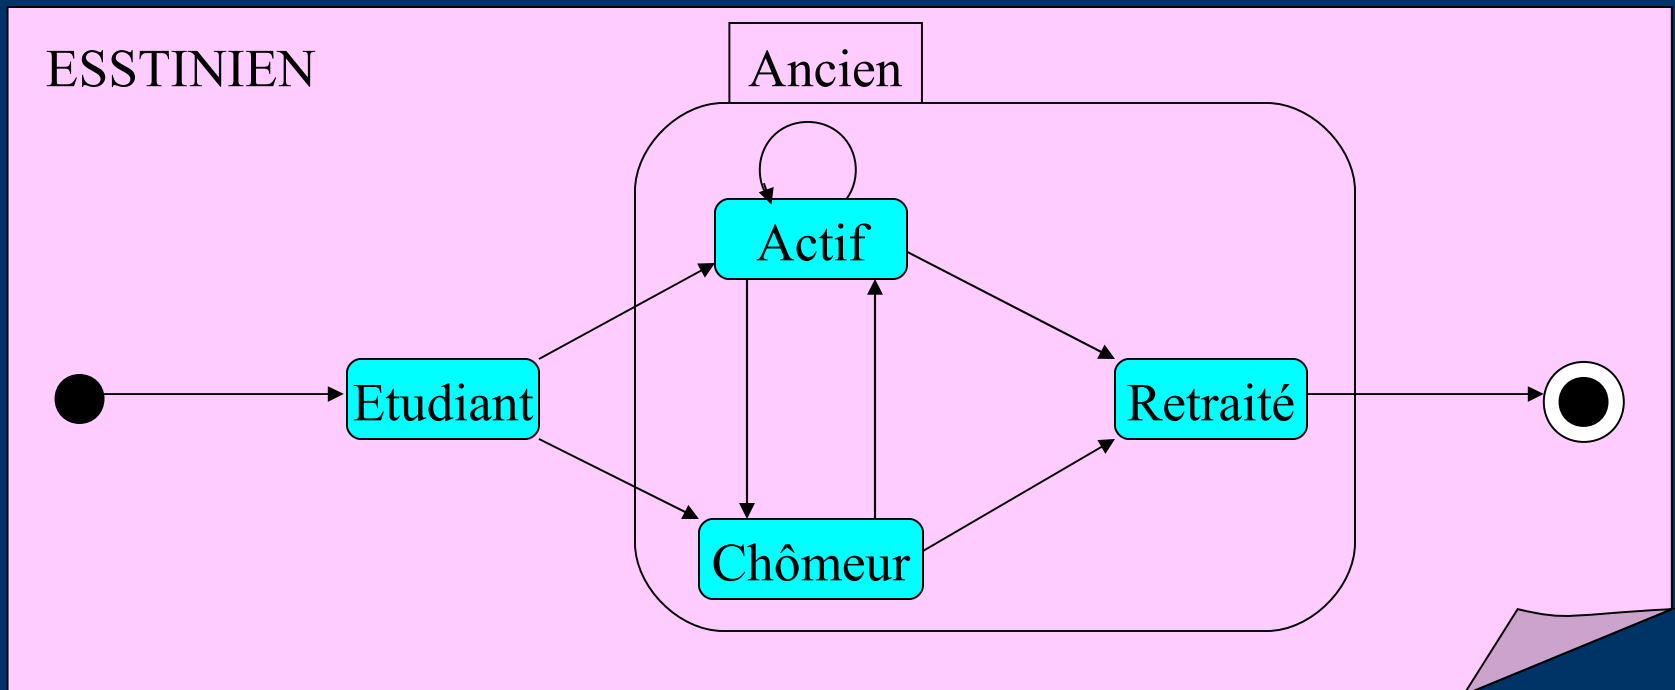 ESSTINIEN
Ancien
Actif
Etudiant
Retraité
Chômeur